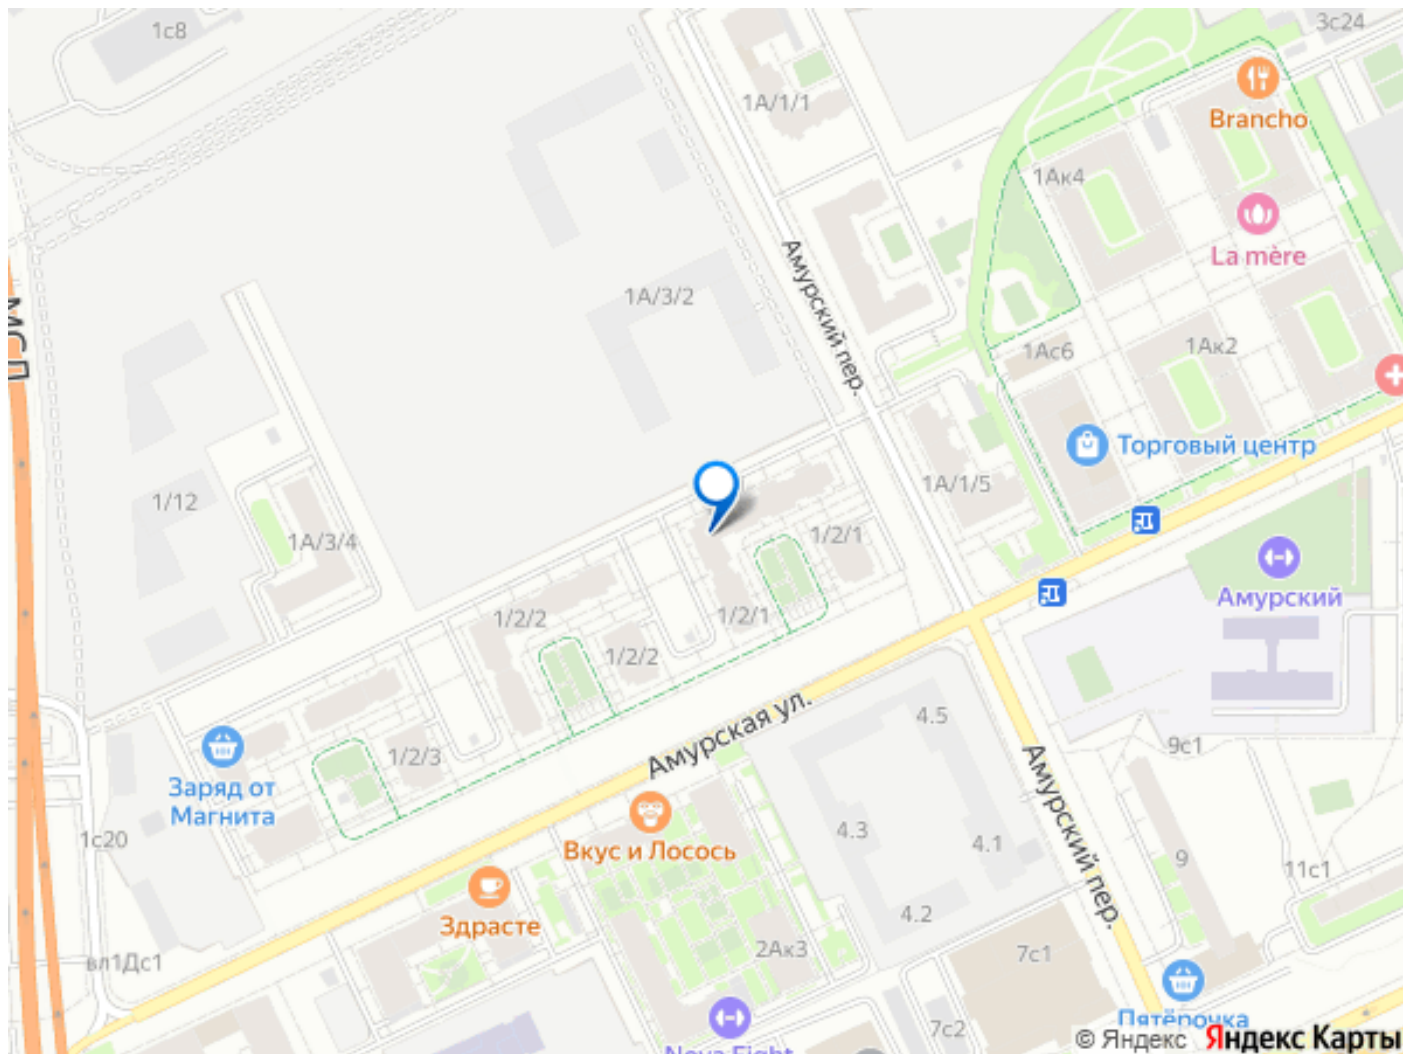 1с8
3с24
1А/1/1
Brancho
1Ак4
La mère
Амурский пер.
1А/3/2
1Ас6
1Ак2
Торговый центр
1/12
1А/3/4
1А/1/5
1/2/1
Амурский
1/2/2
1/2/1
1/2/2
4.5
Амурская ул.
9с1
1/2/3
Заряд от
Магнита
Амурский пер.
1с20
4.3
4.1
Вкус и Лосось
9
11с1
4.2
Здрасте
2Ак3
7с1
вл1Дс1
Пятёрочка
7с2
Nova Fight
© Яндекс Яндекс Карты